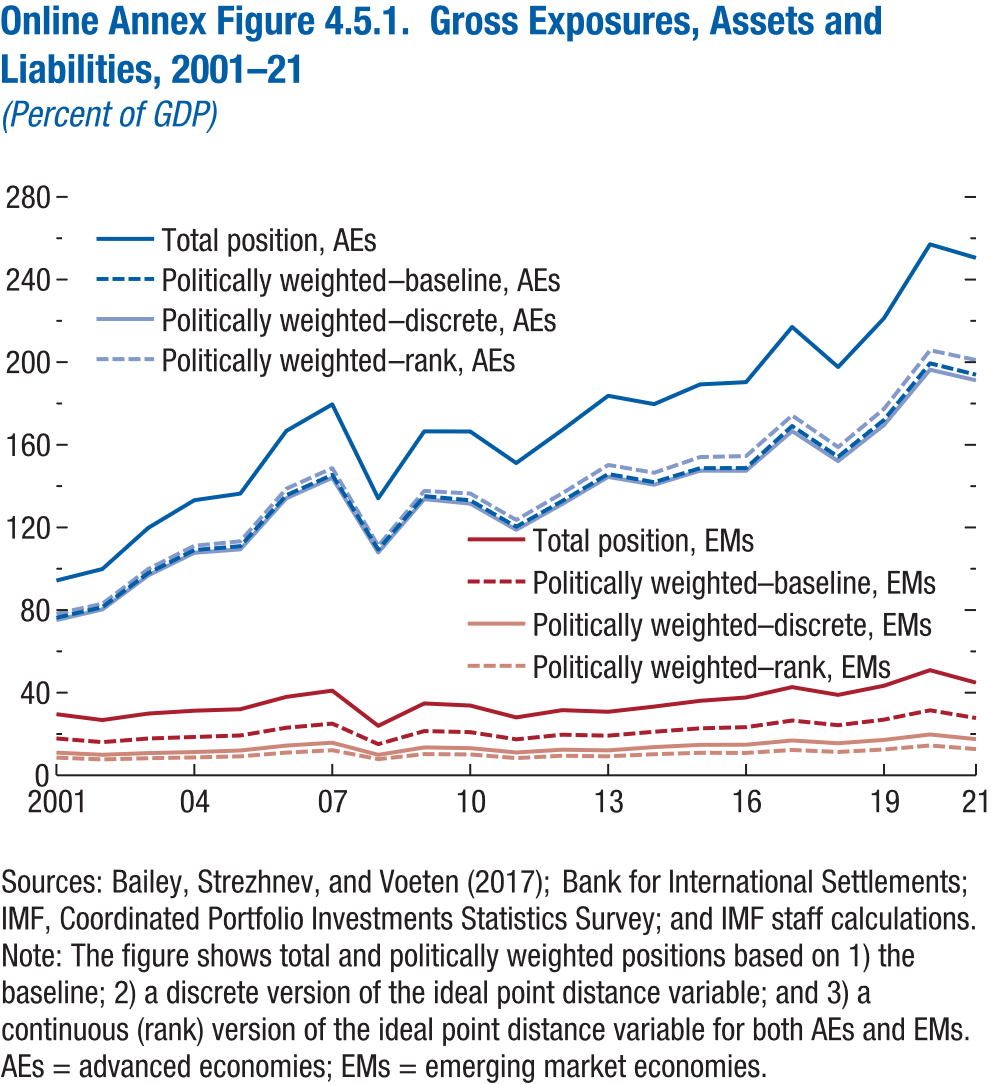 Online Annex Figure 4.5.1.  Gross Exposures, Assets and
Liabilities, 2001–21
(Percent of GDP)
280
240
200
160
120
80
40
0
Total position, AEs
Politically weighted–baseline, AEs
Politically weighted–discrete, AEs
Politically weighted–rank, AEs
Total position, EMs
Politically weighted–baseline, EMs
Politically weighted–discrete, EMs
Politically weighted–rank, EMs
2001 04 07 10 13 16 19 21
Sources: Bailey, Strezhnev, and Voeten (2017);  Bank for International Settlements;
IMF, Coordinated Portfolio Investments Statistics Survey; and IMF staff calculations.
Note: The figure shows total and politically weighted positions based on 1) the
baseline; 2) a discrete version of the ideal point distance variable; and 3) a
continuous (rank) version of the ideal point distance variable for both AEs and EMs.
AEs = advanced economies; EMs = emerging market economies.